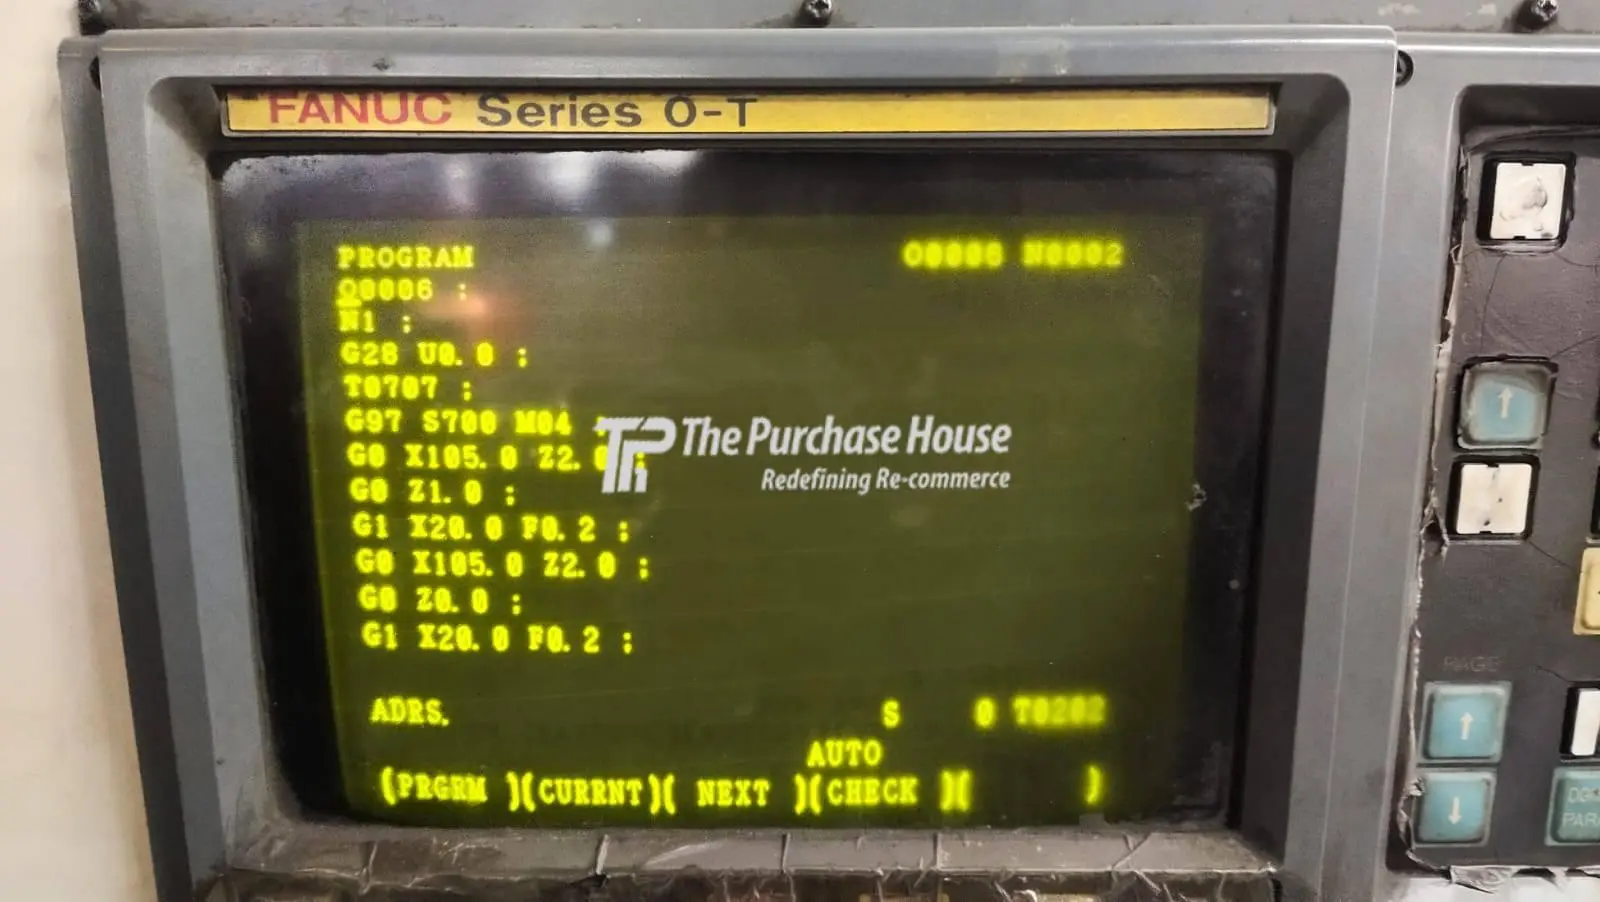 FANUC Series O-T
PROGRAM O0006 N0002
O0006 ;
N1 ;
G28 U0.0 ;
T0707 ;
G97 S700 M04 ;
G0 X105.0 Z2.0 ;
G0 Z1.0 ;
G1 X20.0 F0.2 ;
G0 X105.0 Z2.0 ;
G0 Z0.0 ;
G1 X20.0 F0.2 ;
TPH The Purchase House
Redefining Re-commerce
ADRS. S 0 T0202
AUTO
(PRGRM )(CURRNT)( NEXT )(CHECK )( )
PAGE